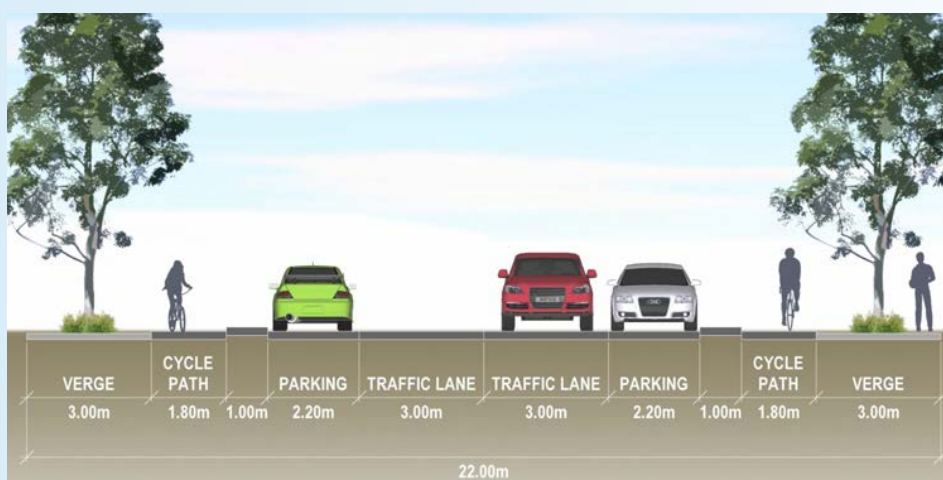 VERGE CYCLE PATH PARKING TRAFFIC LANE TRAFFIC LANE PARKING CYCLE PATH VERGE
3.00m 1.80m 1.00m 2.20m 3.00m 3.00m 2.20m 1.00m 1.80m 3.00m
22.00m